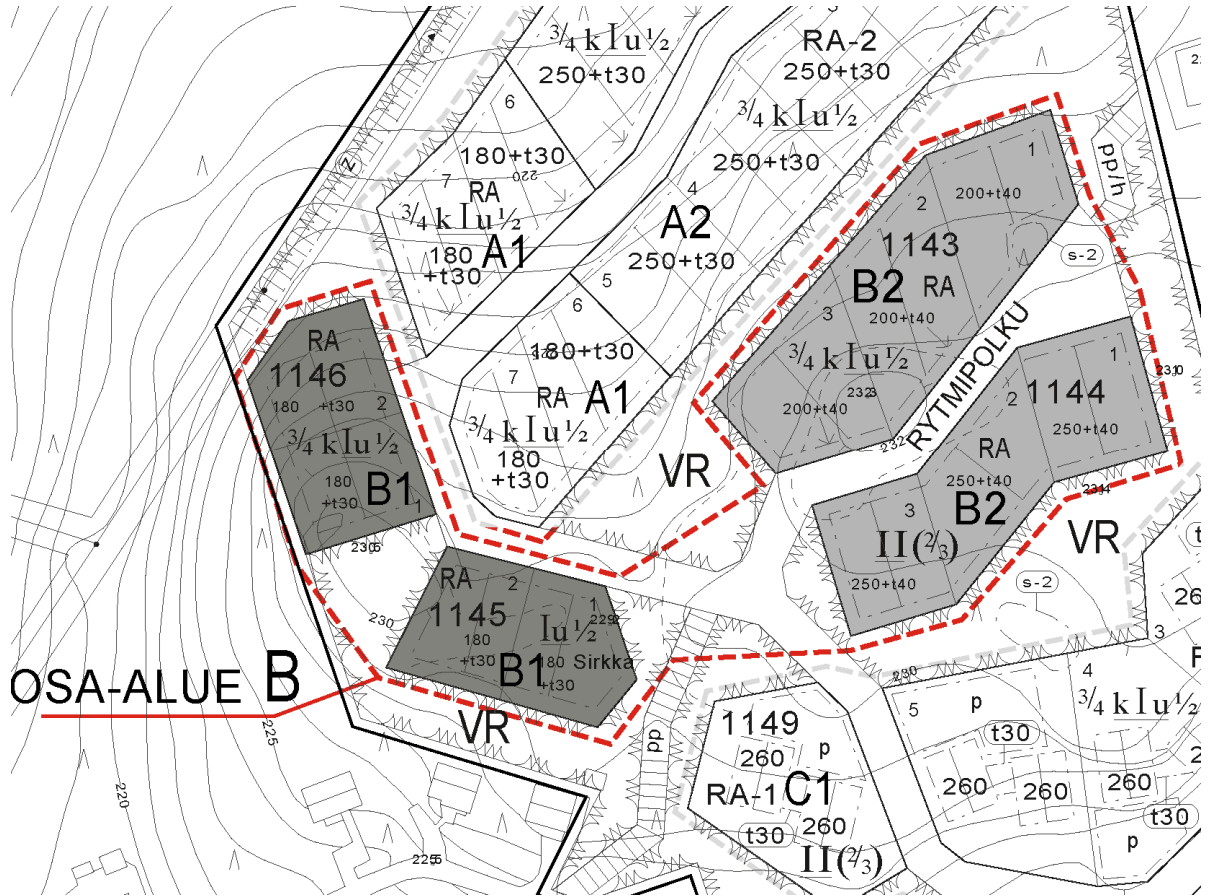 ¾ k I u ½
250+t30
RA-2
250+t30
6
180+t30
220
¾ k I u ½
250+t30
1
pp/h
7
RA
¾ k I u ½
180
+t30
A1
4
A2
250+t30
2
200+t40
1143
B2
RA
s-2
5
6
3
200+t40
RA
1146
180 +t30
2
180+t30
¾ k I u ½
RYTMIPOLKU
1
7
RA
A1
200+t40
2
1144
¾ k I u ½
180
+t30
B1
1
¾ k I u ½
180
+t30
VR
232
RA
250+t40
250+t40
3
B2
VR
II(⅔)
250+t40
s-2
RA
2
1145
180
+t30
1
I u ½
180 Sirkka
+t30
B1
230
260
3
230
OSA-ALUE B
VR
225
pp
1149
p
260
RA-1
C1
260
t30
II(⅔)
4
5
p
t30
¾ k I u ½
260
260
260
t30
p
220